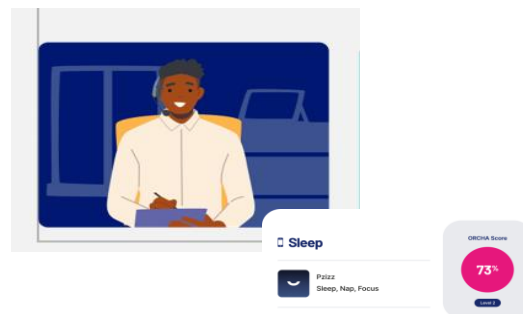 Sleep
Pzizz
Sleep, Nap, Focus
ORCHA Score
73%
Level 2